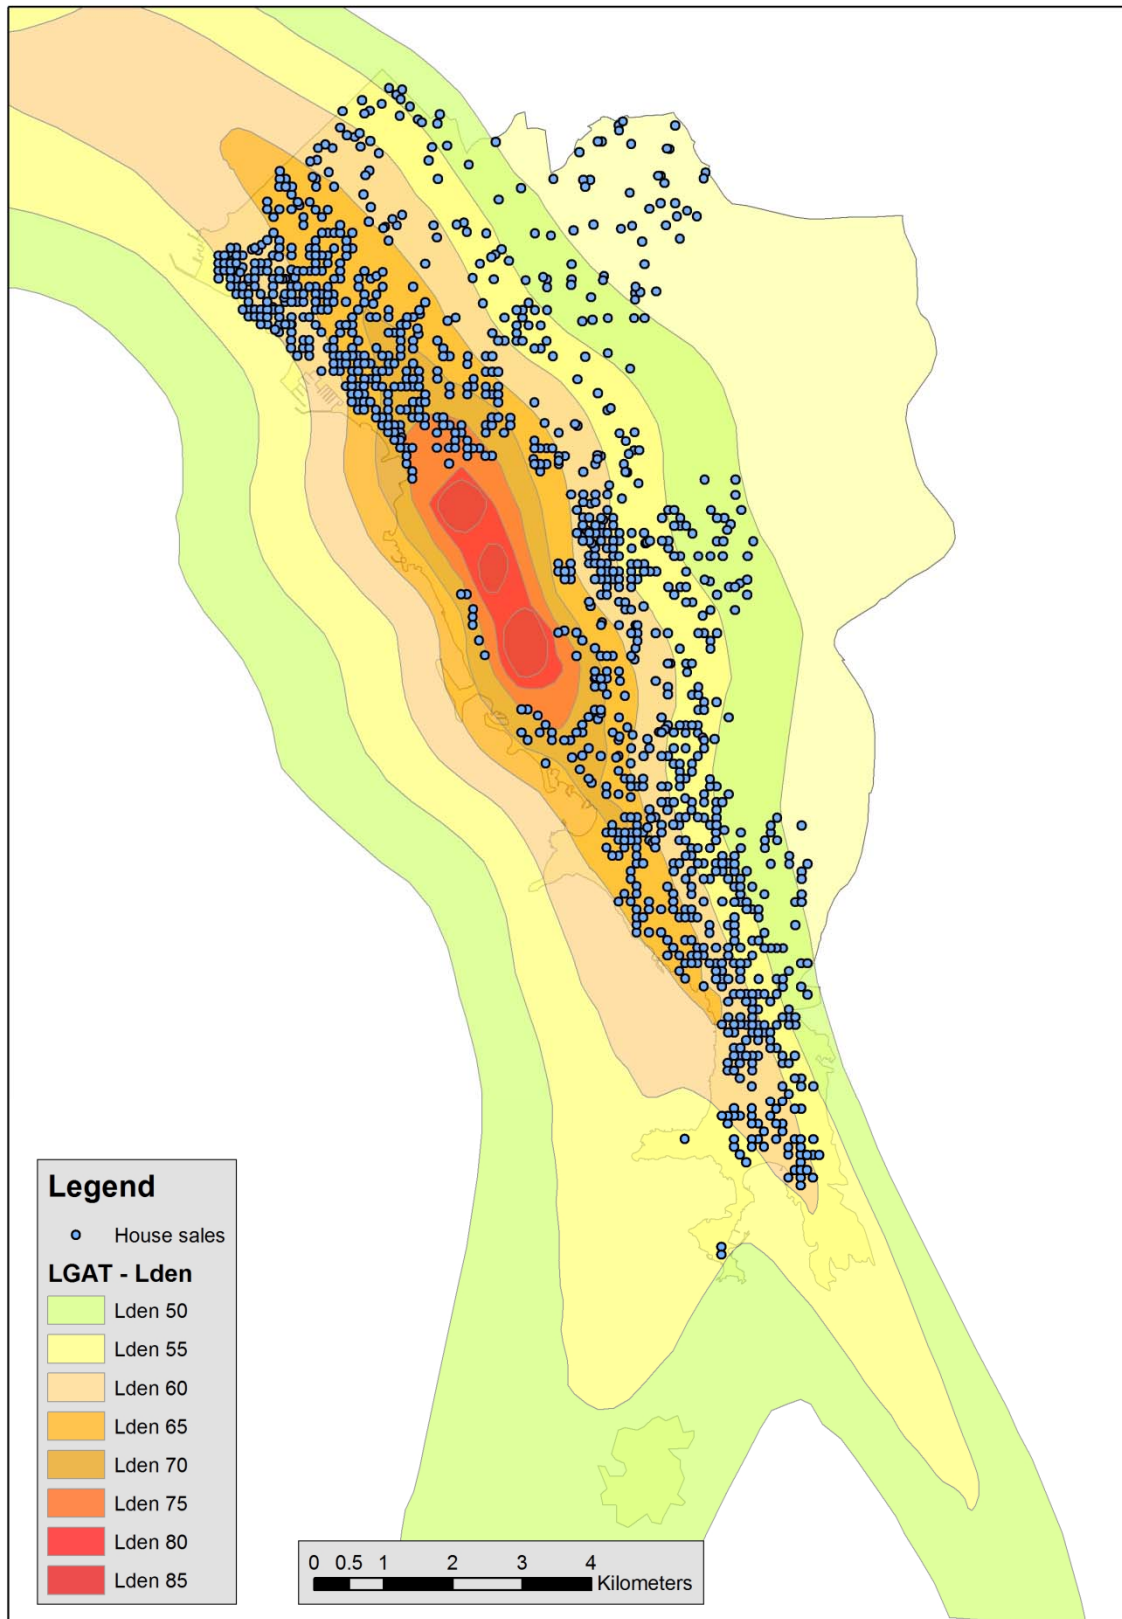 Legend
House sales
LGAT - Lden
Lden 50
Lden 55
Lden 60
Lden 65
Lden 70
Lden 75
Lden 80
Lden 85
0 0.5 1 2 3 4
Kilometers